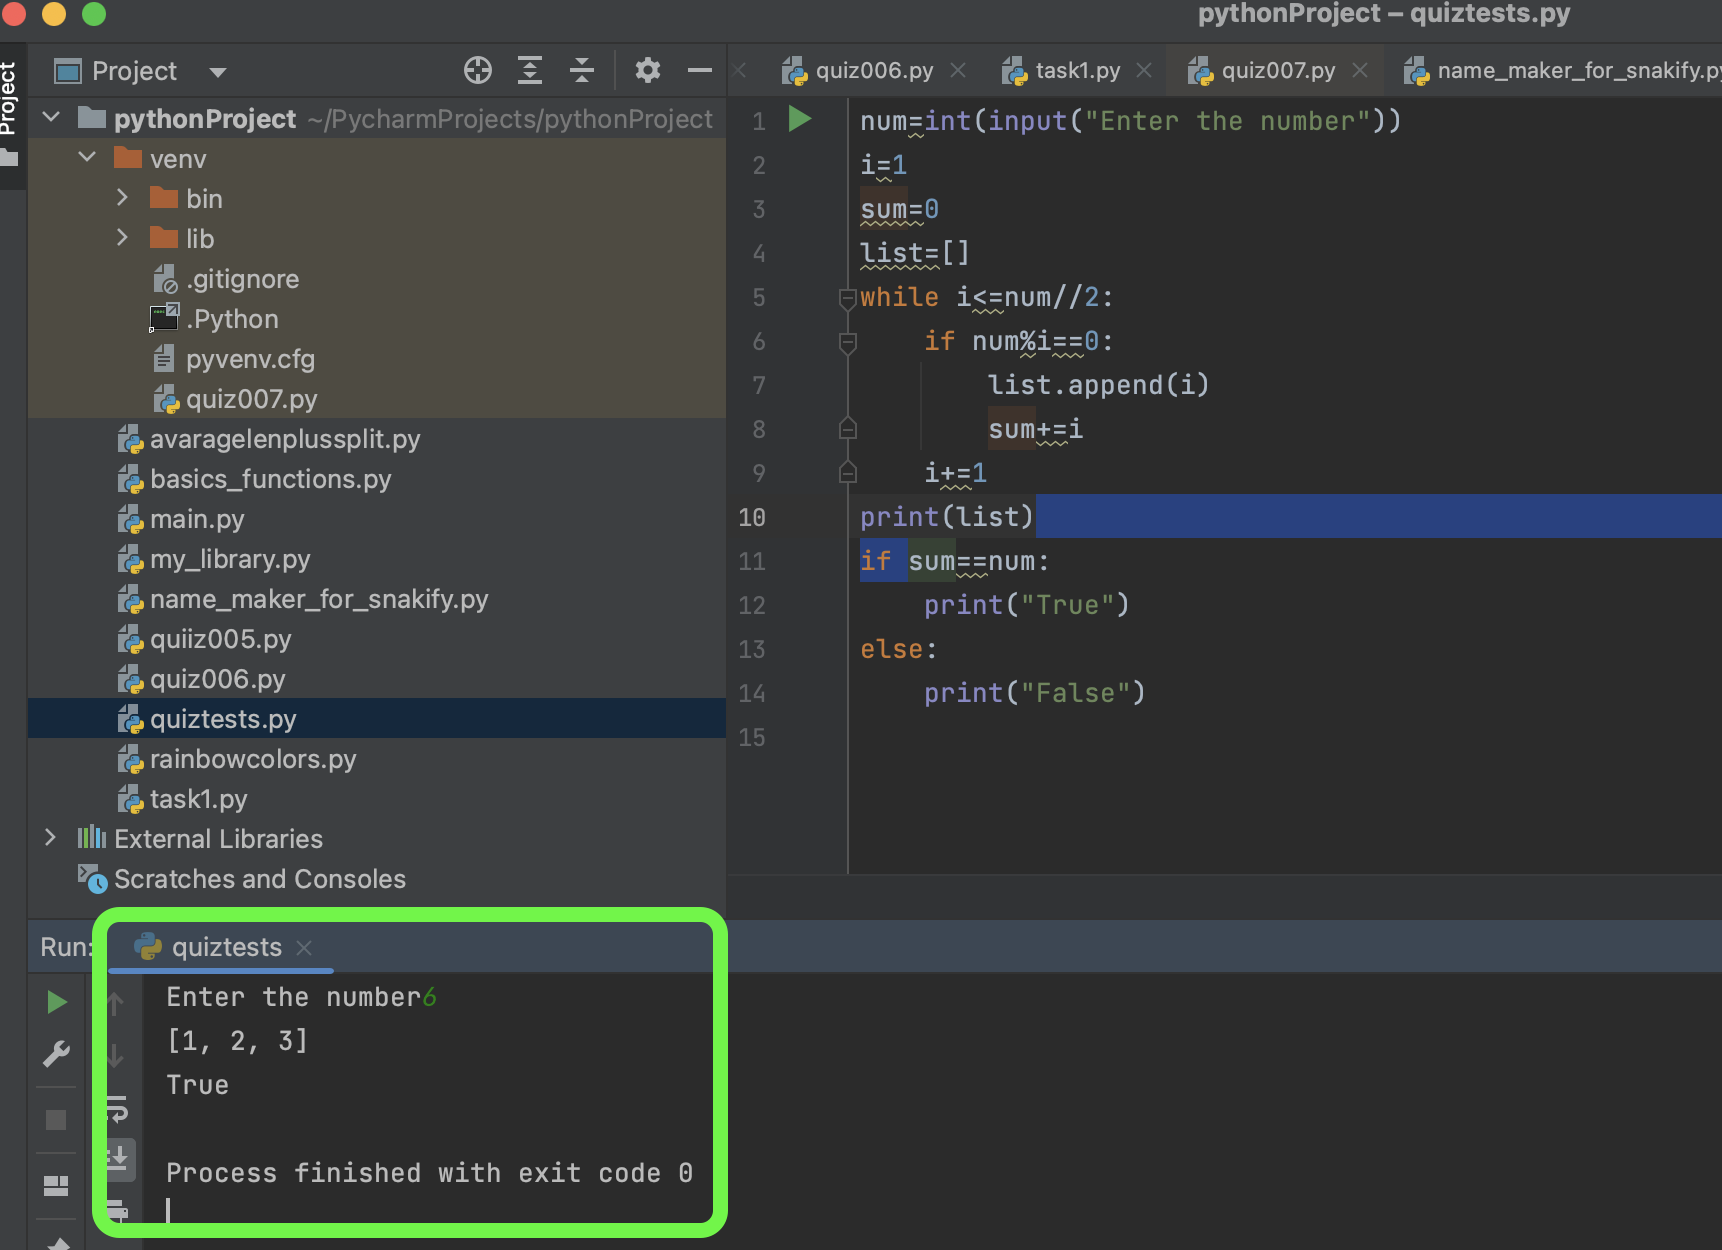 pythonProject – quiztests.py
Project
Project
quiz006.py
task1.py
quiz007.py
name_maker_for_snakify.py
pythonProject ~/PycharmProjects/pythonProject
venv
bin
lib
.gitignore
.Python
pyvenv.cfg
quiz007.py
avaragelenplussplit.py
basics_functions.py
main.py
my_library.py
name_maker_for_snakify.py
quiiz005.py
quiz006.py
quiztests.py
rainbowcolors.py
task1.py
External Libraries
Scratches and Consoles
1 num=int(input("Enter the number"))
2 i=1
3 sum=0
4 list=[]
5 while i<=num//2:
6 if num%i==0:
7 list.append(i)
8 sum+=i
9 i+=1
10 print(list)
11 if sum==num:
12 print("True")
13 else:
14 print("False")
15
Run: quiztests
Enter the number6
[1, 2, 3]
True
Process finished with exit code 0